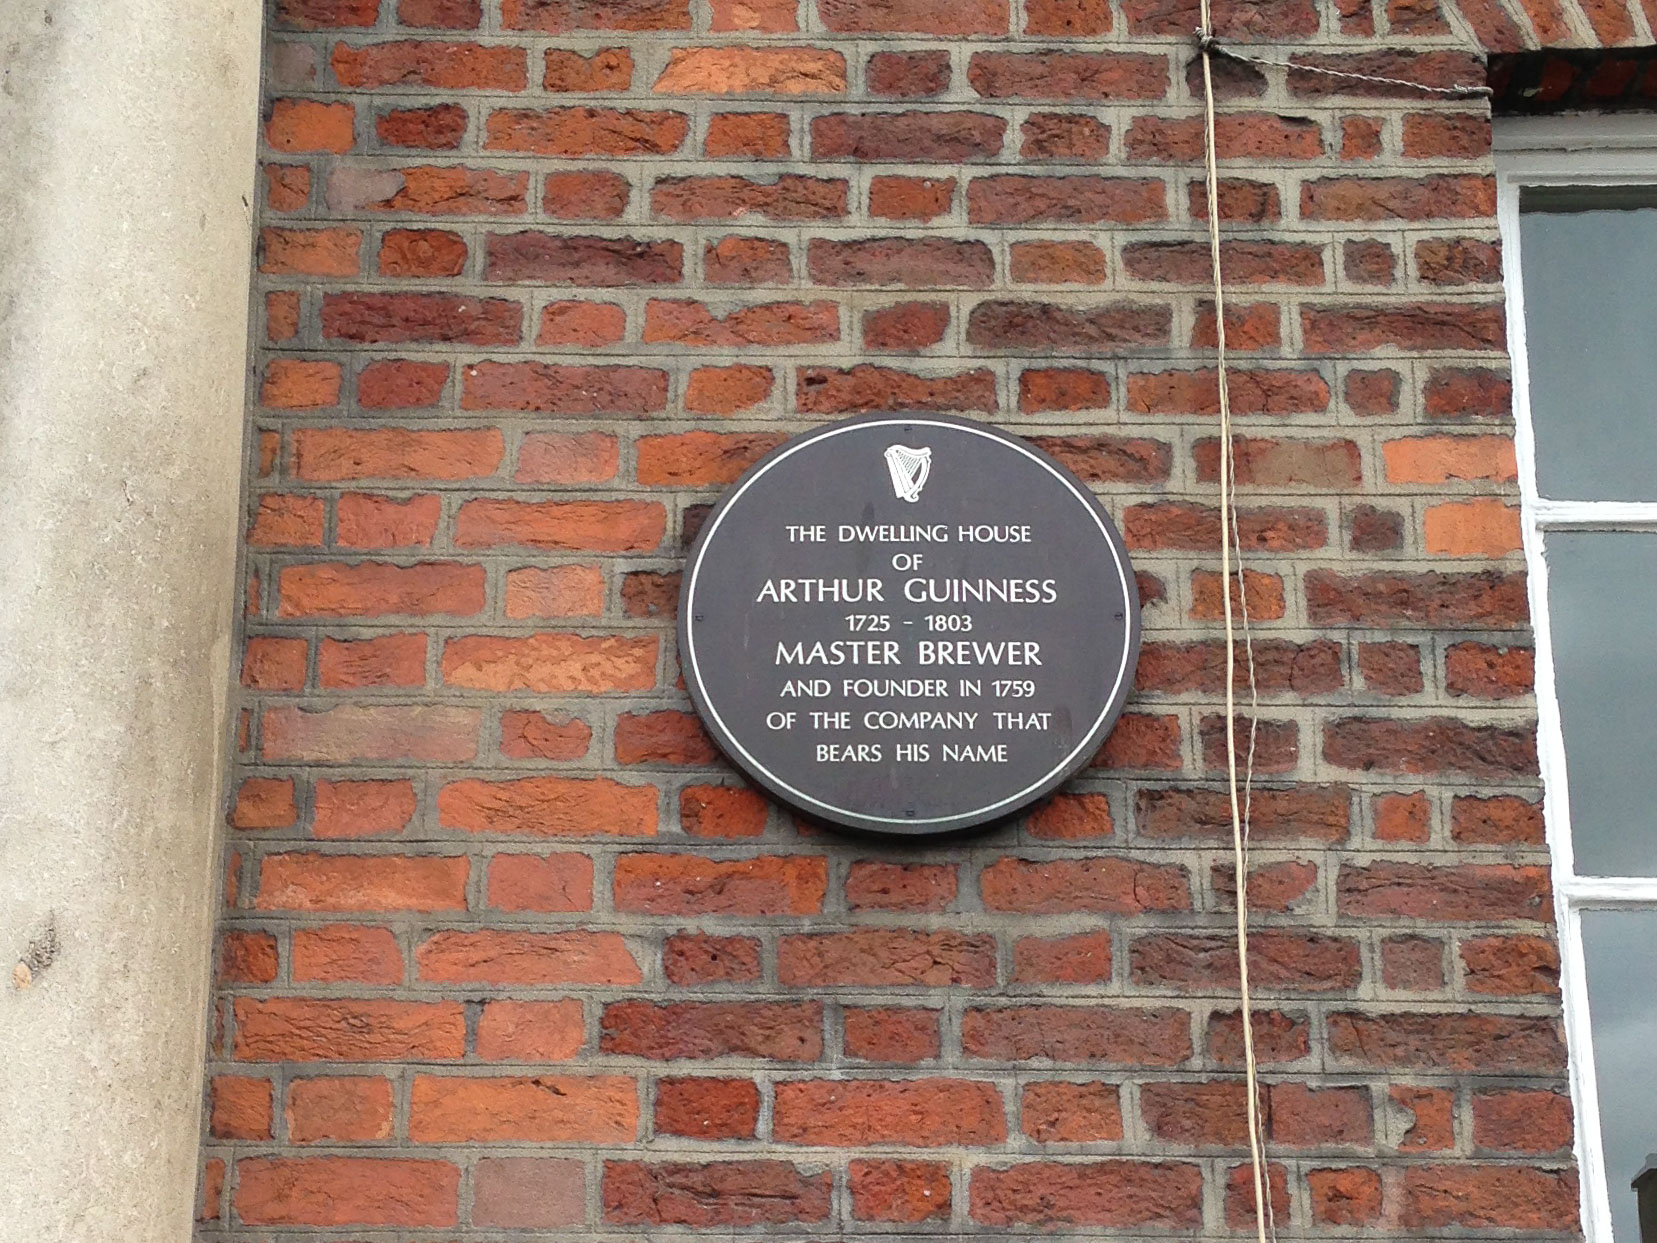 THE DWELLING HOUSE
OF
ARTHUR GUINNESS
1725 - 1803
MASTER BREWER
AND FOUNDER IN 1759
OF THE COMPANY THAT
BEARS HIS NAME